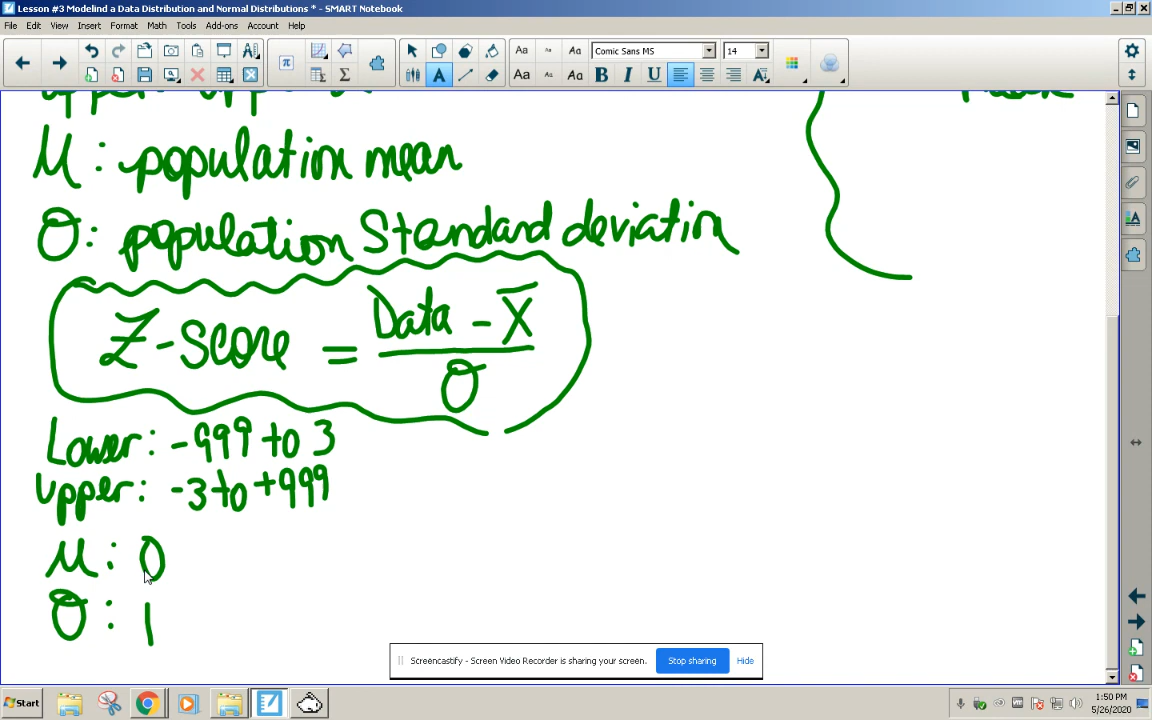 Lesson #3 Modelind a Data Distribution and Normal Distributions * - SMART Notebook
File Edit View Insert Format Math Tools Add-ons Account Help
Comic Sans MS 14
μ: population mean
σ: population Standard deviation
Z-Score = Data - x̄ / σ
Lower: -999 to 3
Upper: -3 to +999
μ: 0
σ: 1
Screencastify - Screen Video Recorder is sharing your screen. Stop sharing Hide
Start
1:50 PM
5/26/2020